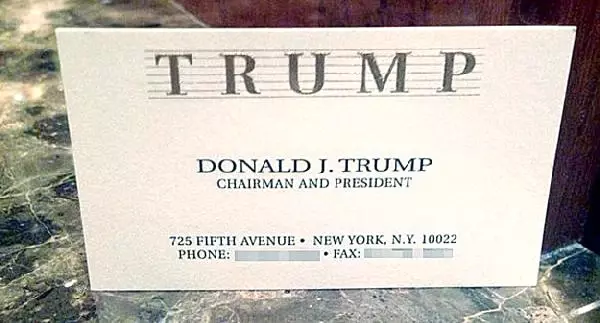 TRUMP
DONALD J. TRUMP
CHAIRMAN AND PRESIDENT
725 FIFTH AVENUE • NEW YORK, N.Y. 10022
PHONE: • FAX: